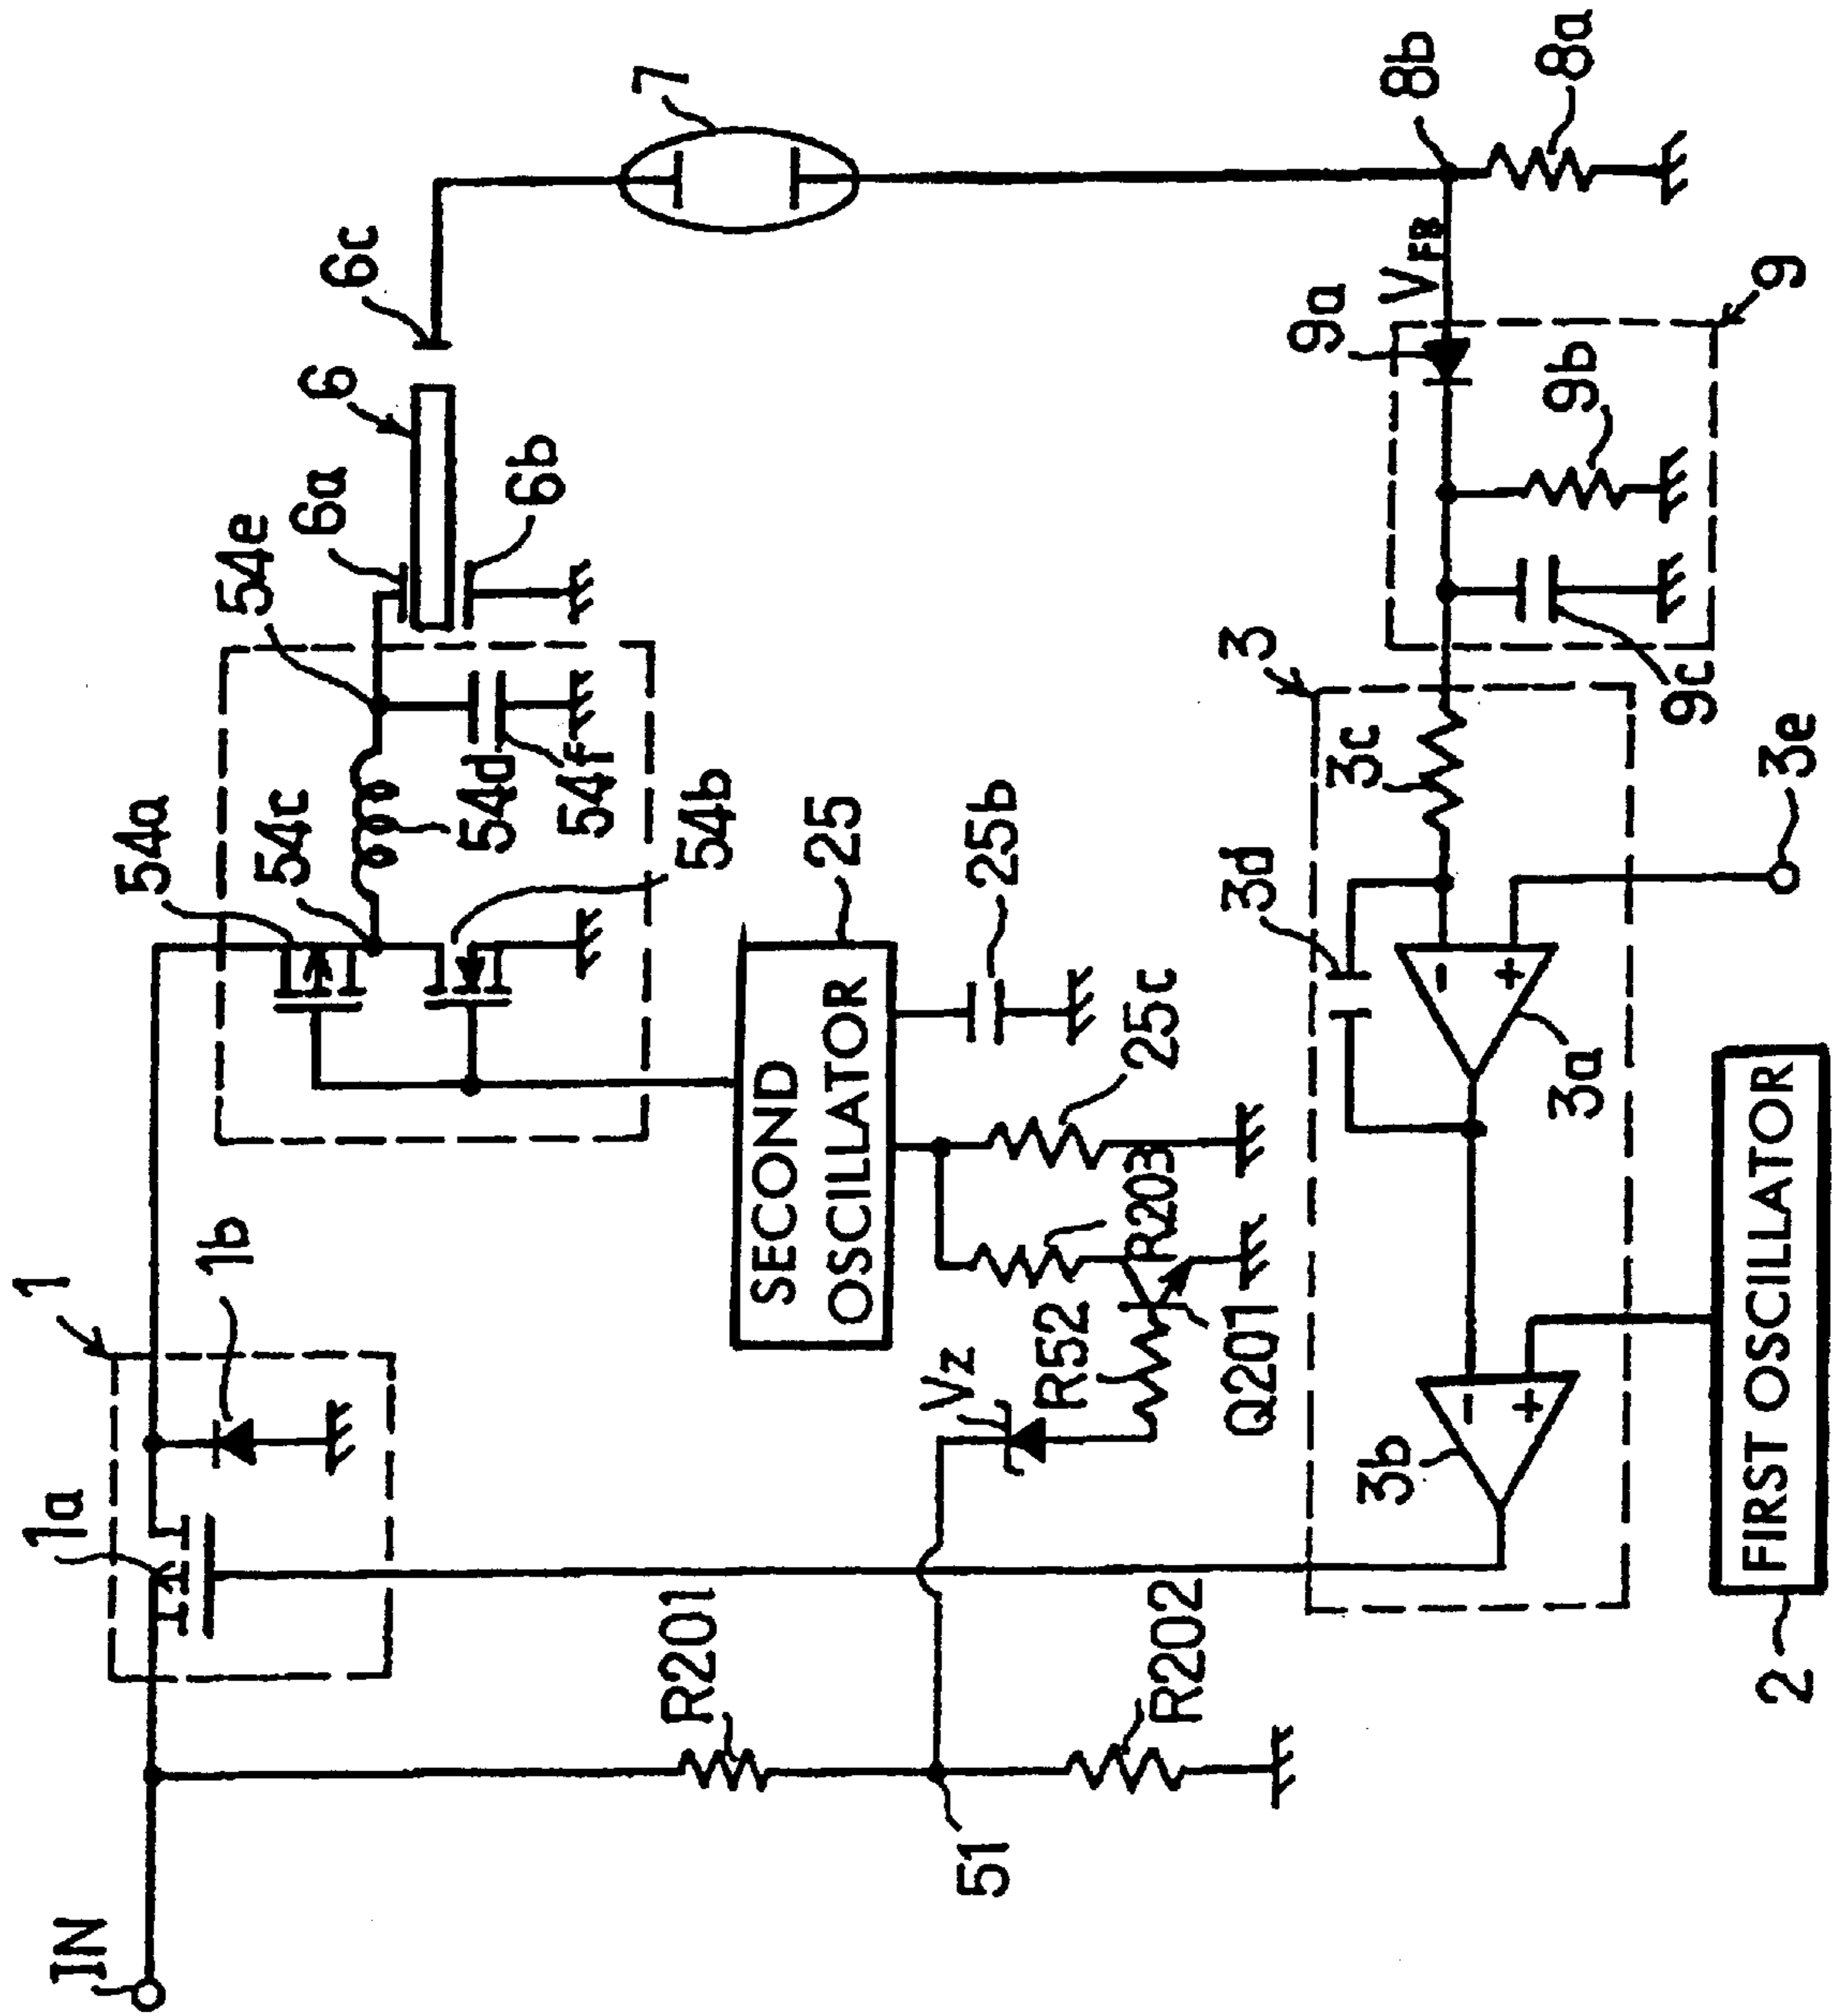 IN
1
1a
1b
54a
54c
54e
54d
54f
54b
6
6a
6b
6c
7
R201
R202
51
Vz
R52
Q201
R203
SECOND
OSCILLATOR
25
25b
25c
8b
8a
VFB
9
9a
9b
9c
3
3c
3d
3a
3b
3e
FIRST OSCILLATOR
2